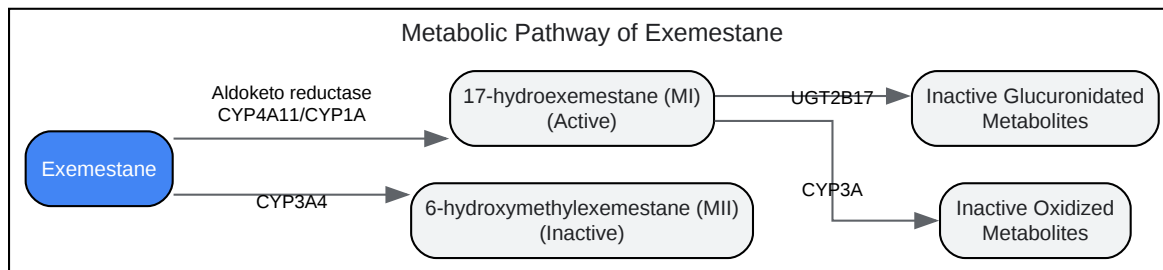 Metabolic Pathway of Exemestane
Aldoketo reductase
CYP4A11/CYP1A
17-hydroexemestane (MI)
(Active)
UGT2B17
Inactive Glucuronidated
Metabolites
Exemestane
CYP3A4
6-hydroxymethylexemestane (MII)
(Inactive)
CYP3A
Inactive Oxidized
Metabolites